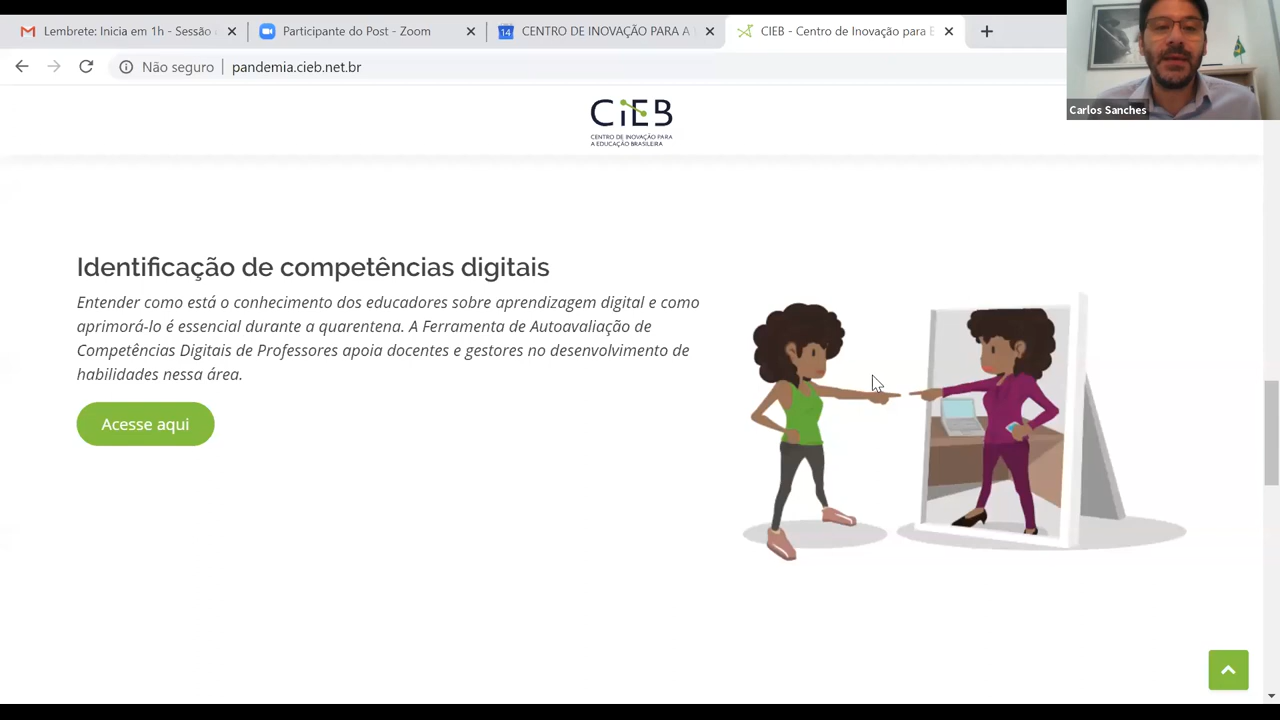 Lembrete: Inicia em 1h - Sessão
Participante do Post - Zoom
14
CENTRO DE INOVAÇÃO PARA A
CIEB - Centro de Inovação para E
Não seguro
pandemia.cieb.net.br
Carlos Sanches
CiEB
CENTRO DE INOVAÇÃO PARA
A EDUCAÇÃO BRASILEIRA
Identificação de competências digitais
Entender como está o conhecimento dos educadores sobre aprendizagem digital e como
aprimorá-lo é essencial durante a quarentena. A Ferramenta de Autoavaliação de
Competências Digitais de Professores apoia docentes e gestores no desenvolvimento de
habilidades nessa área.
Acesse aqui